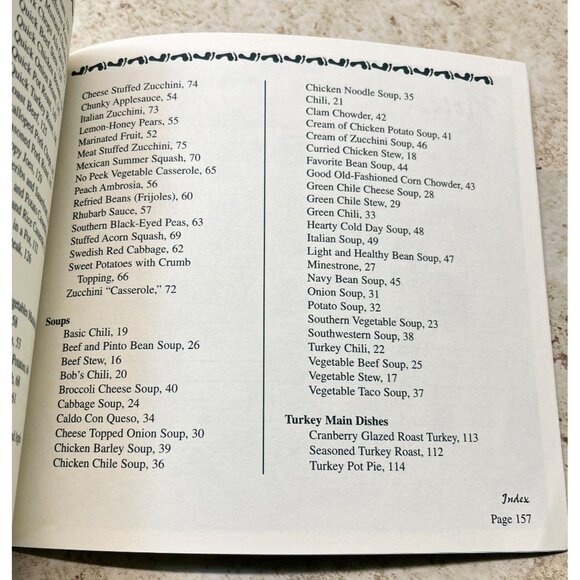 Cheese Stuffed Zucchini, 74
Chunky Applesauce, 54
Italian Zucchini, 73
Lemon-Honey Pears, 55
Marinated Fruit, 52
Meat Stuffed Zucchini, 75
Mexican Summer Squash, 70
No Peek Vegetable Casserole, 65
Peach Ambrosia, 56
Refried Beans (Frijoles), 60
Rhubarb Sauce, 57
Southern Black-Eyed Peas, 63
Stuffed Acorn Squash, 69
Swedish Red Cabbage, 62
Sweet Potatoes with Crumb
Topping, 66
Zucchini “Casserole,” 72
Soups
Basic Chili, 19
Beef and Pinto Bean Soup, 26
Beef Stew, 16
Bob’s Chili, 20
Broccoli Cheese Soup, 40
Cabbage Soup, 24
Caldo Con Queso, 34
Cheese Topped Onion Soup, 30
Chicken Barley Soup, 39
Chicken Chile Soup, 36
Chicken Noodle Soup, 35
Chili, 21
Clam Chowder, 42
Cream of Chicken Potato Soup, 41
Cream of Zucchini Soup, 46
Curried Chicken Stew, 18
Favorite Bean Soup, 44
Good Old-Fashioned Corn Chowder, 43
Green Chile Cheese Soup, 28
Green Chile Stew, 29
Green Chili, 33
Hearty Cold Day Soup, 48
Italian Soup, 49
Light and Healthy Bean Soup, 47
Minestrone, 27
Navy Bean Soup, 45
Onion Soup, 31
Potato Soup, 32
Southern Vegetable Soup, 23
Southwestern Soup, 38
Turkey Chili, 22
Vegetable Beef Soup, 25
Vegetable Stew, 17
Vegetable Taco Soup, 37
Turkey Main Dishes
Cranberry Glazed Roast Turkey, 113
Seasoned Turkey Roast, 112
Turkey Pot Pie, 114
Index
Page 157